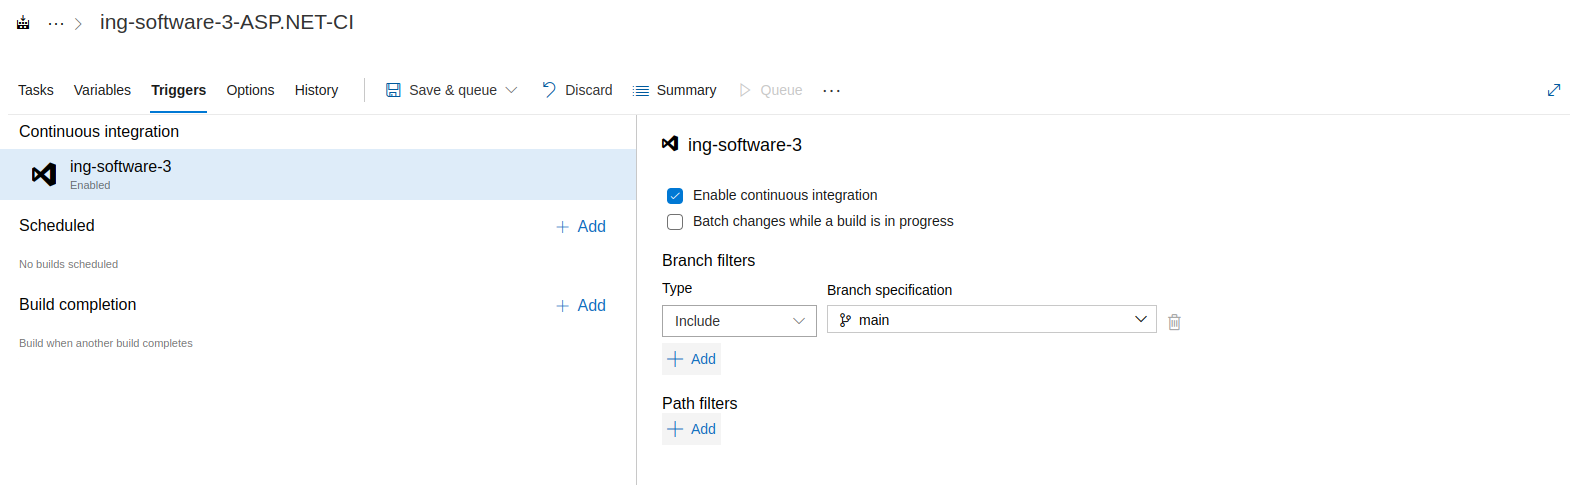 ... ing-software-3-ASP.NET-CI
Tasks Variables Triggers Options History Save & queue Discard Summary Queue ...
Continuous integration
ing-software-3
Enabled
Scheduled + Add
No builds scheduled
Build completion + Add
Build when another build completes
ing-software-3
Enable continuous integration
Batch changes while a build is in progress
Branch filters
Type Branch specification
Include main
+ Add
Path filters
+ Add